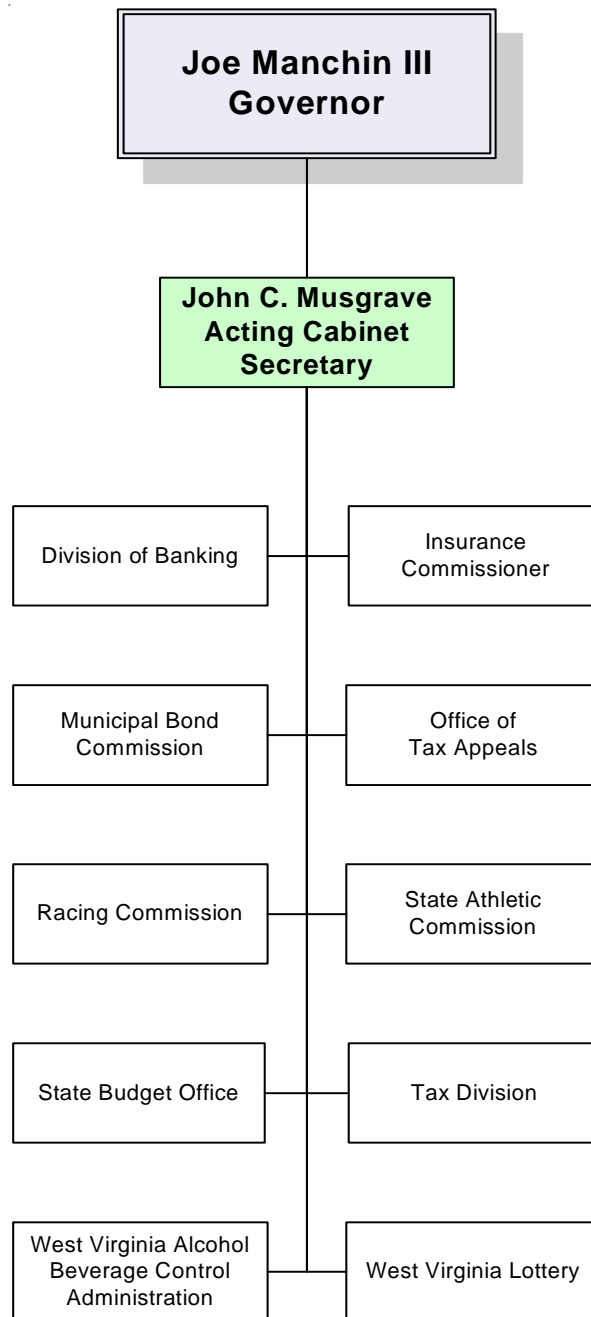 Joe Manchin III
Governor
John C. Musgrave
Acting Cabinet
Secretary
Division of Banking
Insurance
Commissioner
Municipal Bond
Commission
Office of
Tax Appeals
Racing Commission
State Athletic
Commission
State Budget Office
Tax Division
West Virginia Alcohol
Beverage Control
Administration
West Virginia Lottery